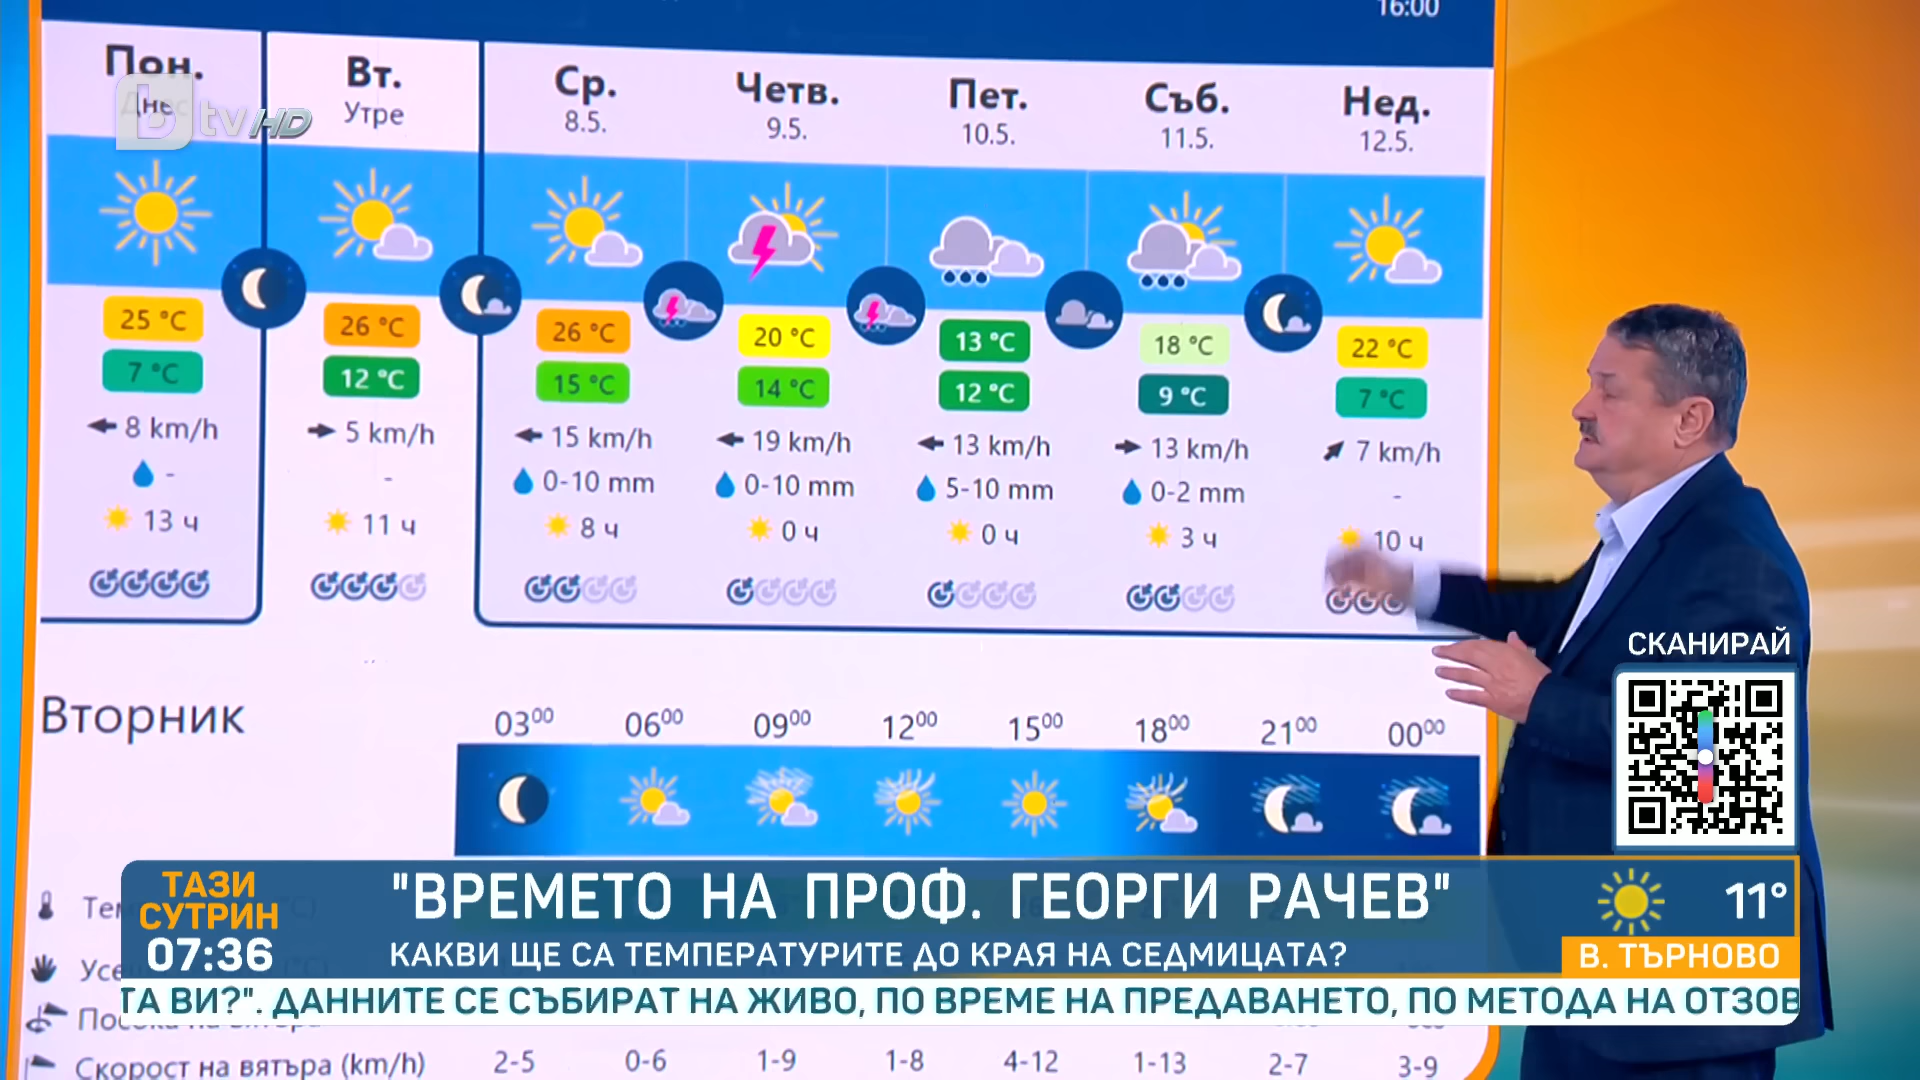 16:00
Пон.
Вт.
Ср.
Четв.
Пет.
Съб.
Нед.
Днес
Утре
8.5.
9.5.
10.5.
11.5.
12.5.
btv HD
25 °C
26 °C
26 °C
20 °C
13 °C
18 °C
22 °C
7 °C
12 °C
15 °C
14 °C
12 °C
9 °C
7 °C
8 km/h
5 km/h
15 km/h
19 km/h
13 km/h
13 km/h
7 km/h
-
-
0-10 mm
0-10 mm
5-10 mm
0-2 mm
-
13 ч
11 ч
8 ч
0 ч
0 ч
3 ч
10 ч
СКАНИРАЙ
Вторник
03⁰⁰
06⁰⁰
09⁰⁰
12⁰⁰
15⁰⁰
18⁰⁰
21⁰⁰
00⁰⁰
ТАЗИ
СУТРИН
07:36
"ВРЕМЕТО НА ПРОФ. ГЕОРГИ РАЧЕВ"
КАКВИ ЩЕ СА ТЕМПЕРАТУРИТЕ ДО КРАЯ НА СЕДМИЦАТА?
11°
В. ТЪРНОВО
ТА ВИ?". ДАННИТЕ СЕ СЪБИРАТ НА ЖИВО, ПО ВРЕМЕ НА ПРЕДАВАНЕТО, ПО МЕТОДА НА ОТЗОВ
Посока на вятъра
Скорост на вятъра (km/h)
2-5
0-6
1-9
1-8
4-12
1-13
2-7
3-9